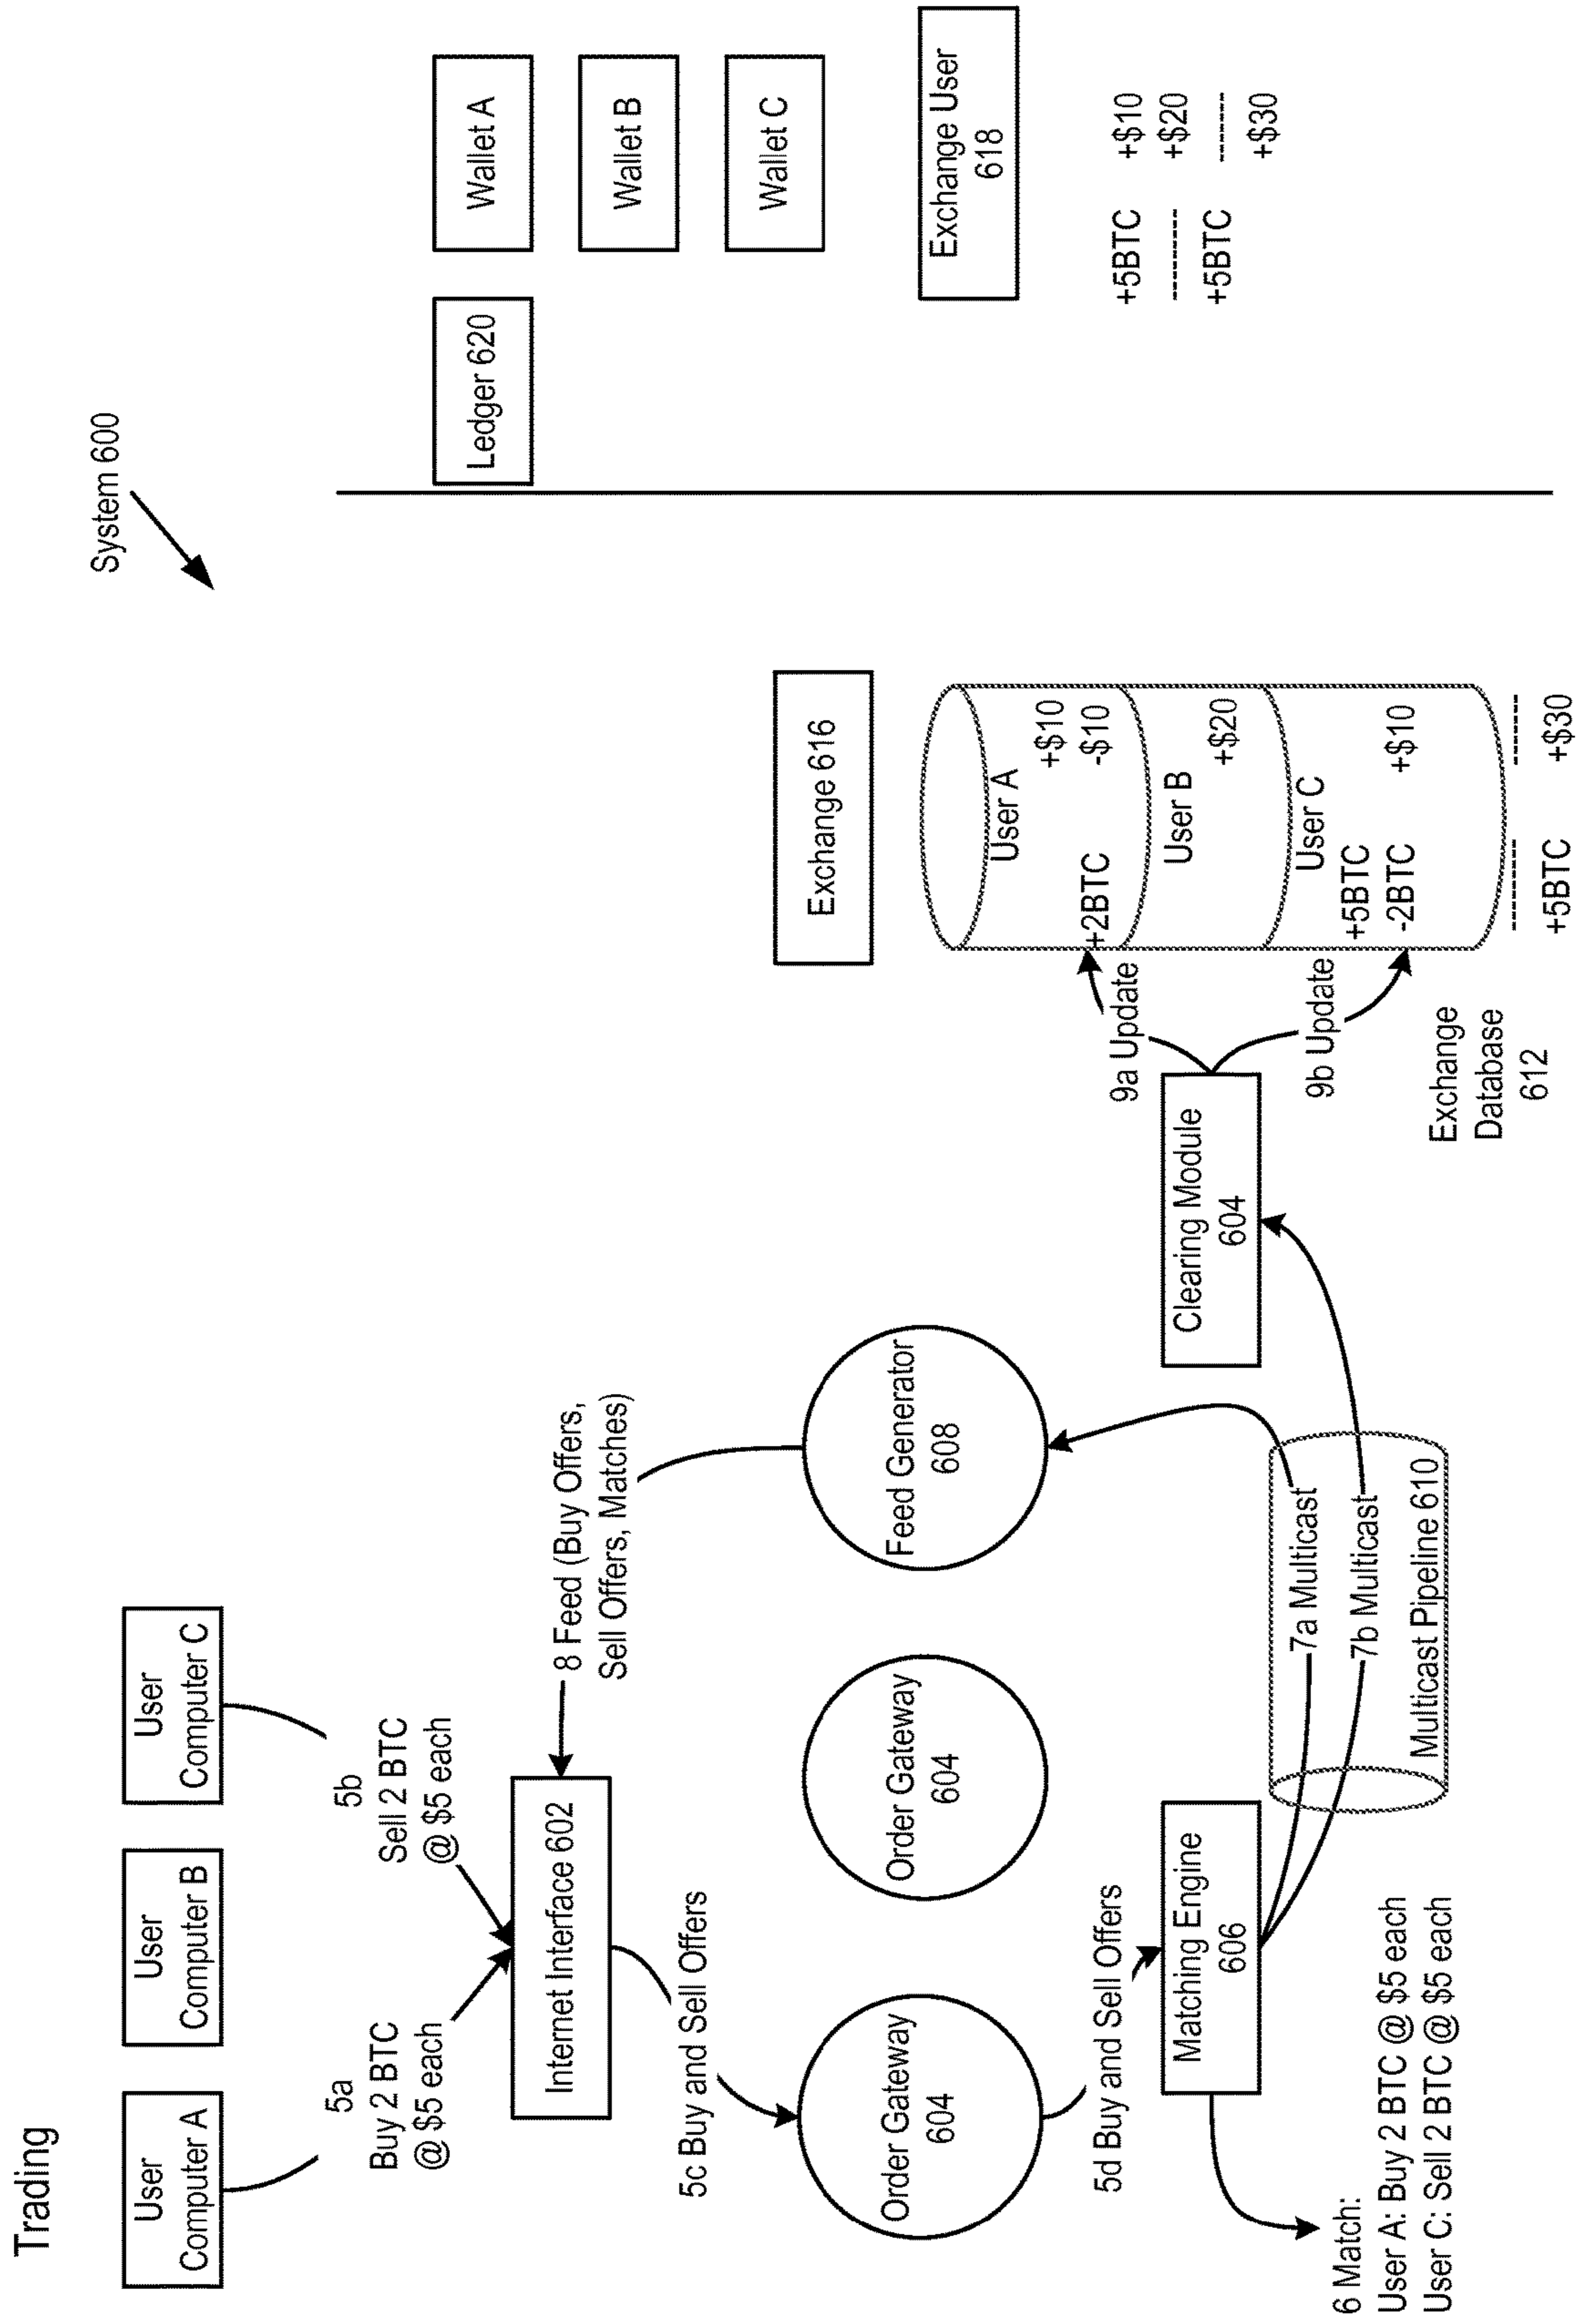 Trading
System 600
User
Computer A
User
Computer B
User
Computer C
5a
Buy 2 BTC
@ $5 each
5b
Sell 2 BTC
@ $5 each
Internet Interface 602
8 Feed (Buy Offers,
Sell Offers, Matches)
5c Buy and Sell Offers
Order Gateway
604
Order Gateway
604
Feed Generator
608
5d Buy and Sell Offers
Matching Engine
606
6 Match:
User A: Buy 2 BTC @ $5 each
User C: Sell 2 BTC @ $5 each
7a Multicast
7b Multicast
Multicast Pipeline 610
Clearing Module
604
9a Update
9b Update
Exchange
Database
612
Exchange 616
User A
+$10
+2BTC -$10
User B
+$20
User C
+5BTC
-2BTC +$10
-------- ------
+5BTC +$30
Ledger 620
Wallet A
Wallet B
Wallet C
Exchange User
618
+5BTC +$10
-------- +$20
+5BTC ------
+$30